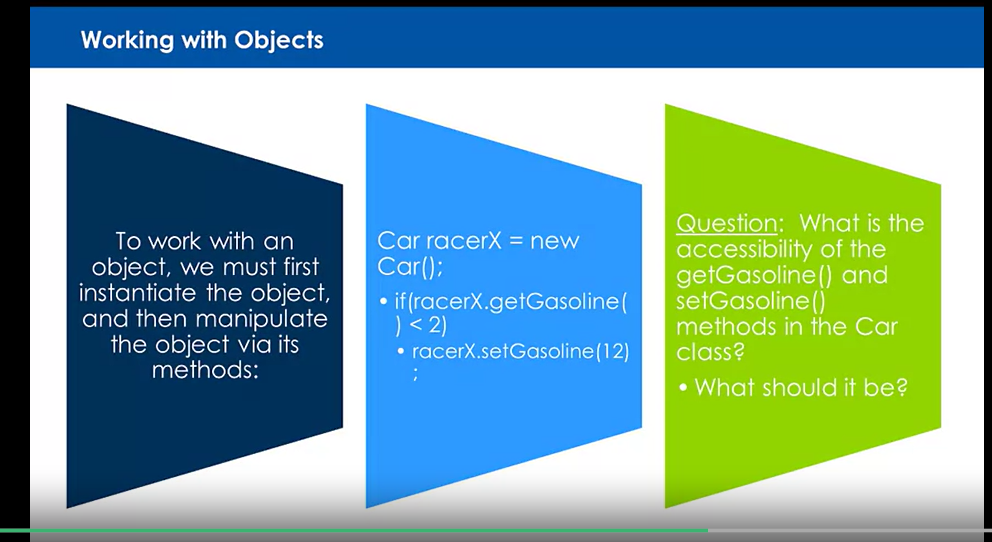 Working with Objects
To work with an
object, we must first
instantiate the object,
and then manipulate
the object via its
methods:
Car racerX = new
Car();
• if(racerX.getGasoline(
) < 2)
• racerX.setGasoline(12)
;
Question:  What is the
accessibility of the
getGasoline() and
setGasoline()
methods in the Car
class?
• What should it be?